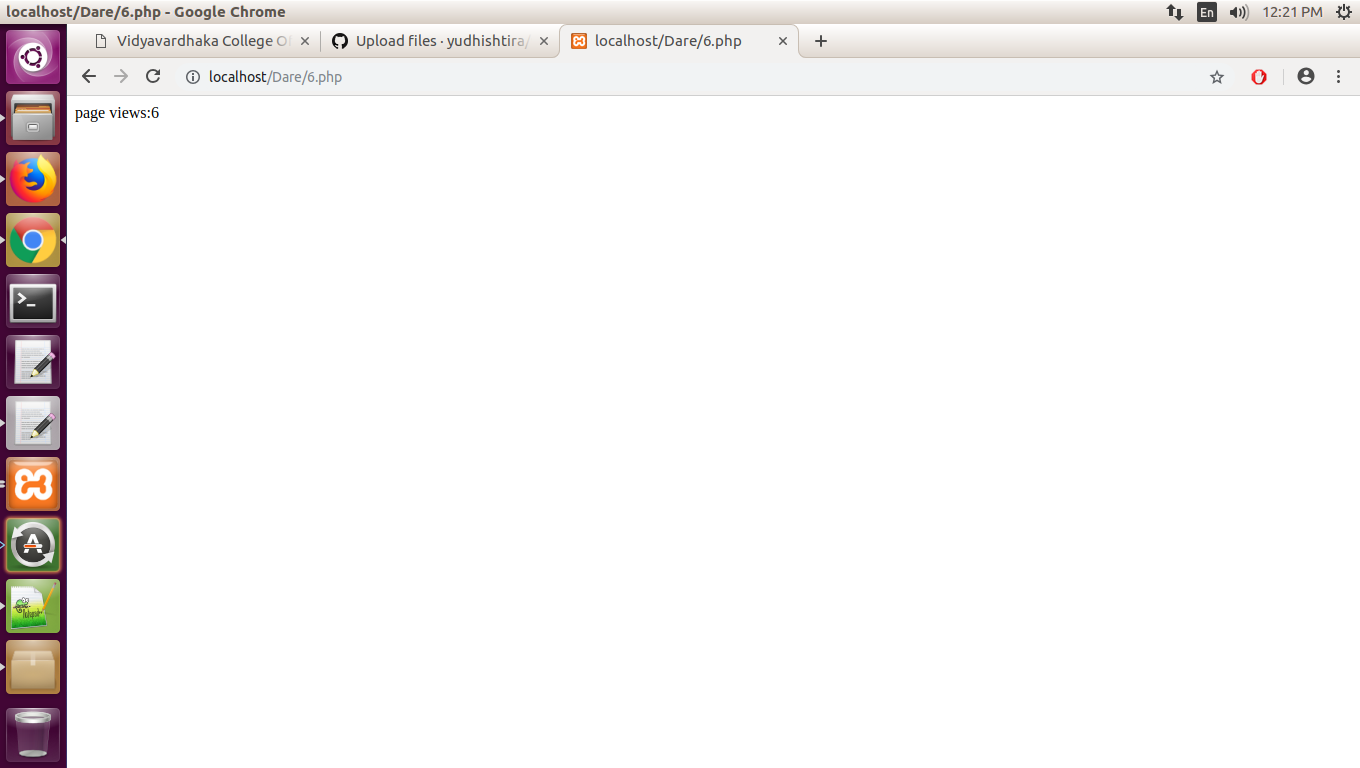 localhost/Dare/6.php - Google Chrome
En
12:21 PM
Vidyavardhaka College O
Upload files · yudhishtira/
localhost/Dare/6.php
localhost/Dare/6.php
page views:6